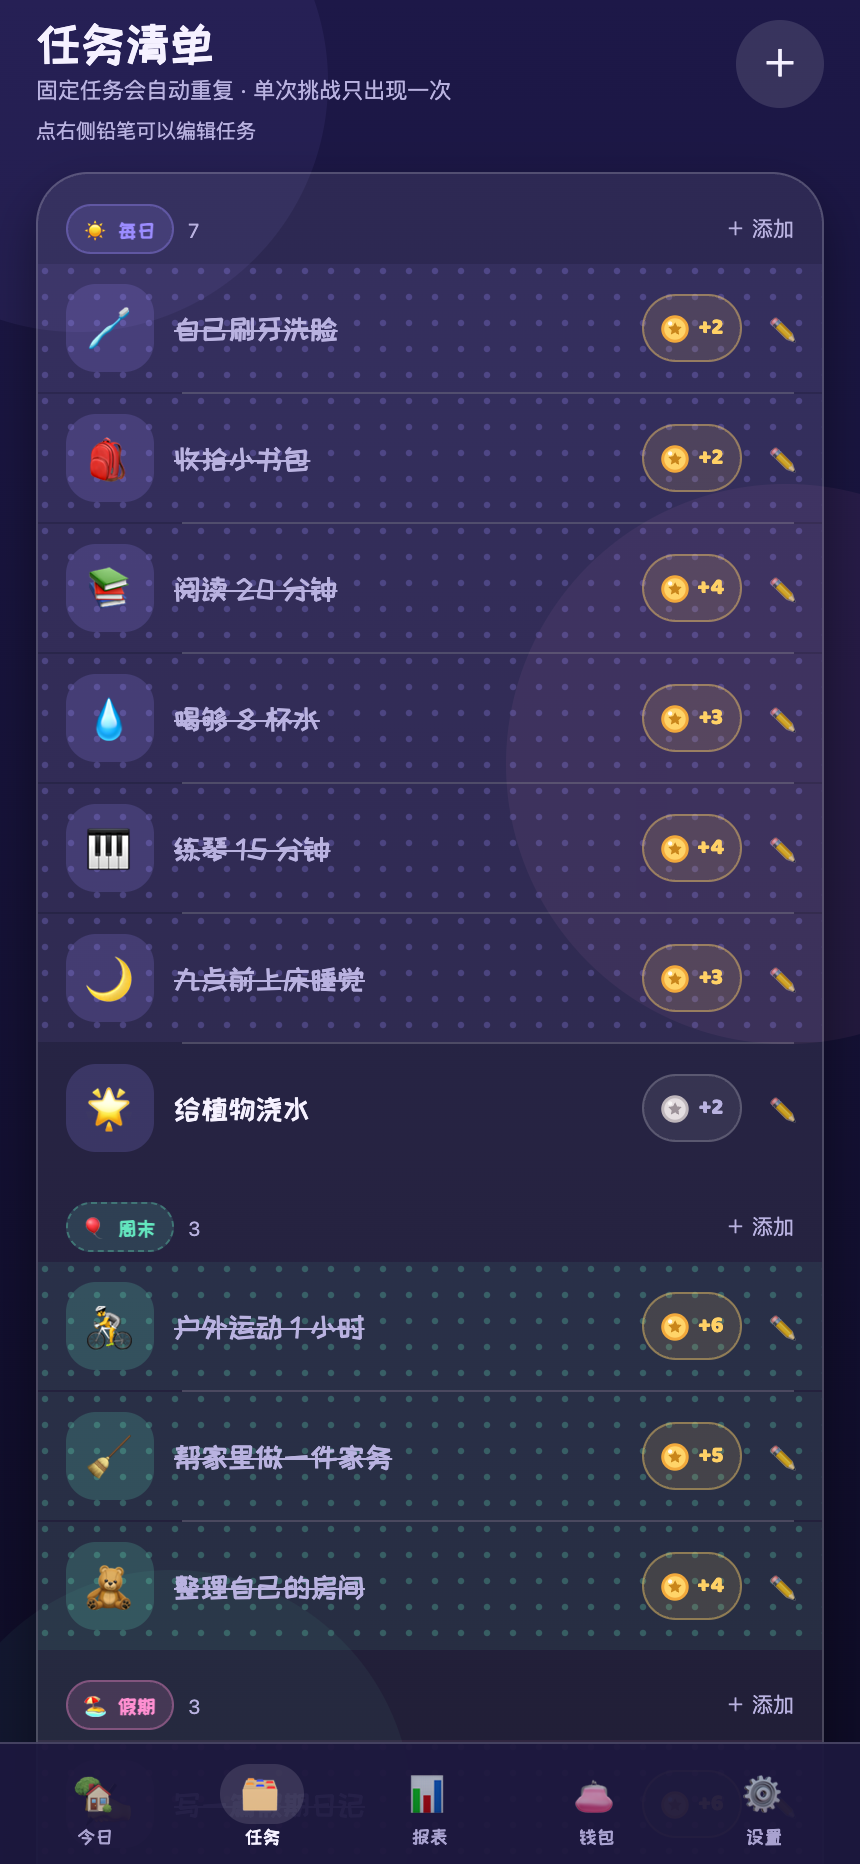 任务清单
固定任务会自动重复 · 单次挑战只出现一次
点右侧铅笔可以编辑任务
+
每日 7 + 添加
自己刷牙洗脸 +2
收拾小书包 +2
阅读 20 分钟 +4
喝够 8 杯水 +3
练琴 15 分钟 +4
九点前上床睡觉 +3
给植物浇水 +2
周末 3 + 添加
户外运动 1 小时 +6
帮家里做一件家务 +5
整理自己的房间 +4
假期 3 + 添加
+6
今日 任务 报表 钱包 设置